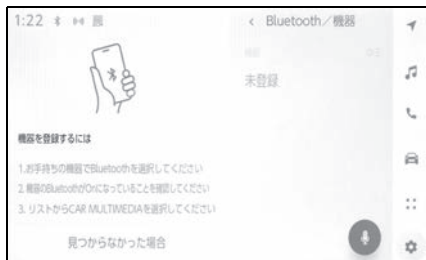 1:22
< Bluetooth／機器
未登録
機器を登録するには
1.お手持ちの機器でBluetoothを選択してください
2. 機器のBluetoothがOnになっていることを確認してください
3. リストからCAR MULTIMEDIAを選択してください
見つからなかった場合